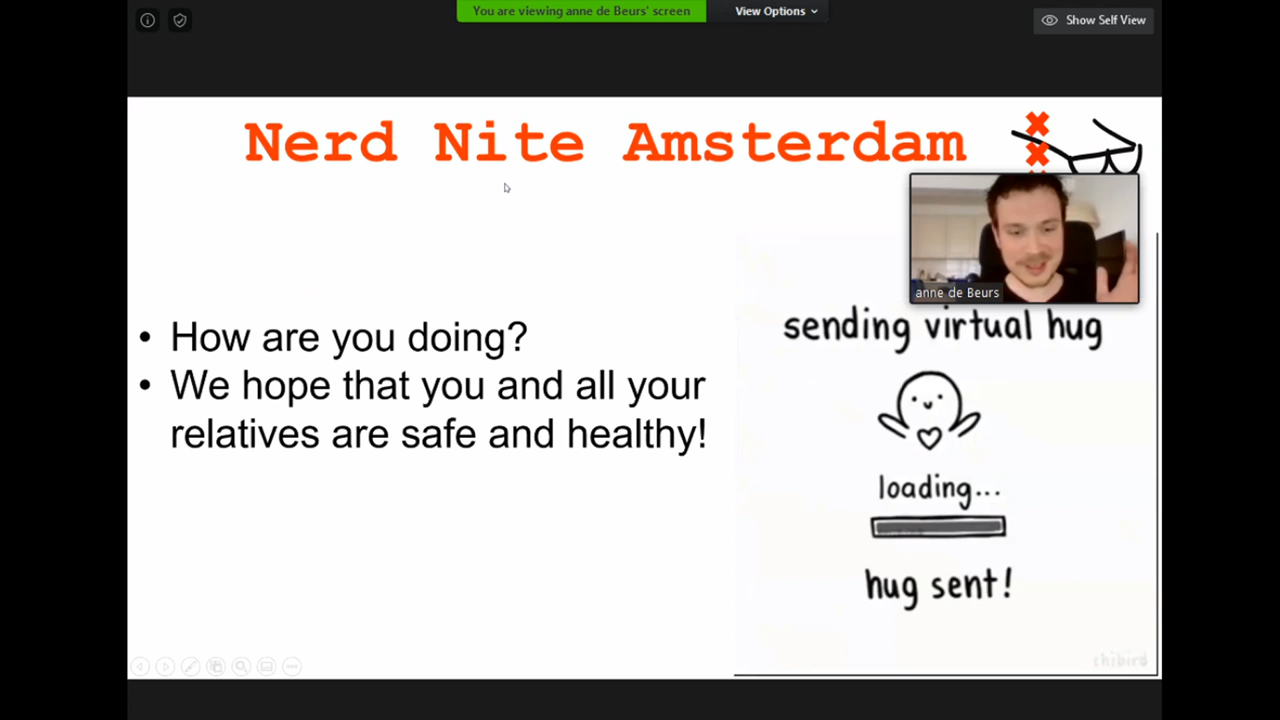 You are viewing anne de Beurs' screen
View Options
Show Self View
Nerd Nite Amsterdam
anne de Beurs
• How are you doing?
• We hope that you and all your
relatives are safe and healthy!
sending virtual hug
loading...
hug sent!
chibird